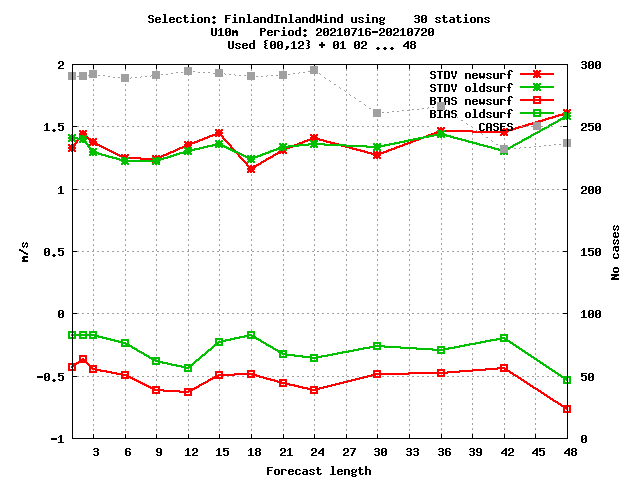 Selection: FinlandInlandWind using    30 stations
U10m   Period: 20210716-20210720
Used {00,12} + 01 02 ... 48
2
1.5
1
0.5
0
-0.5
-1
300
250
200
150
100
50
0
STDV newsurf
STDV oldsurf
BIAS newsurf
BIAS oldsurf
CASES
m/s
No cases
3 6 9 12 15 18 21 24 27 30 33 36 39 42 45 48
Forecast length